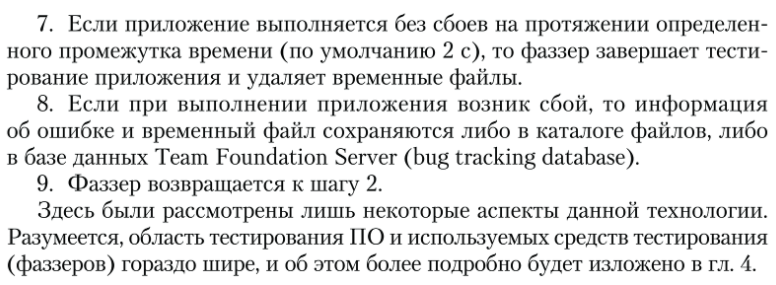 7. Если приложение выполняется без сбоев на протяжении определен-
ного промежутка времени (по умолчанию 2 с), то фаззер завершает тести-
рование приложения и удаляет временные файлы.
8. Если при выполнении приложения возник сбой, то информация
об ошибке и временный файл сохраняются либо в каталоге файлов, либо
в базе данных Team Foundation Server (bug tracking database).
9. Фаззер возвращается к шагу 2.
Здесь были рассмотрены лишь некоторые аспекты данной технологии.
Разумеется, область тестирования ПО и используемых средств тестирования
(фаззеров) гораздо шире, и об этом более подробно будет изложено в гл. 4.